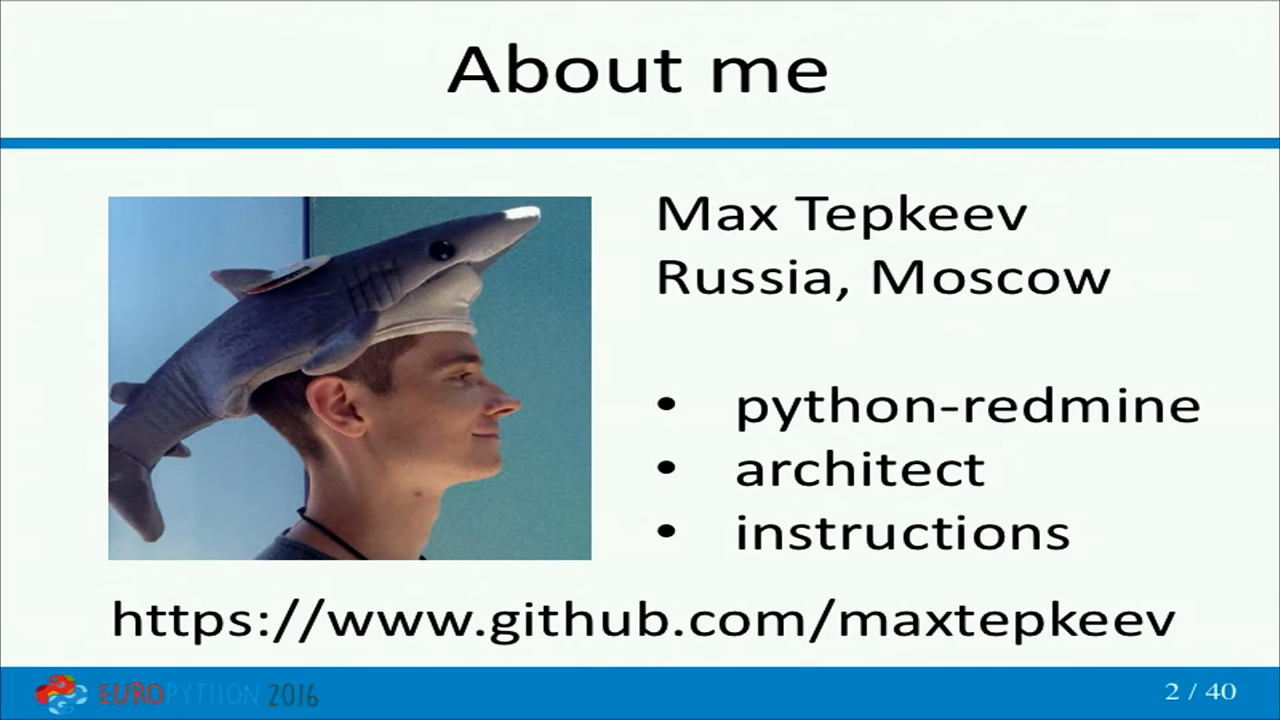 About me
Max Tepkeev
Russia, Moscow
• python-redmine
• architect
• instructions
https://www.github.com/maxtepkeev
EUROPYTHON 2016
2 / 40